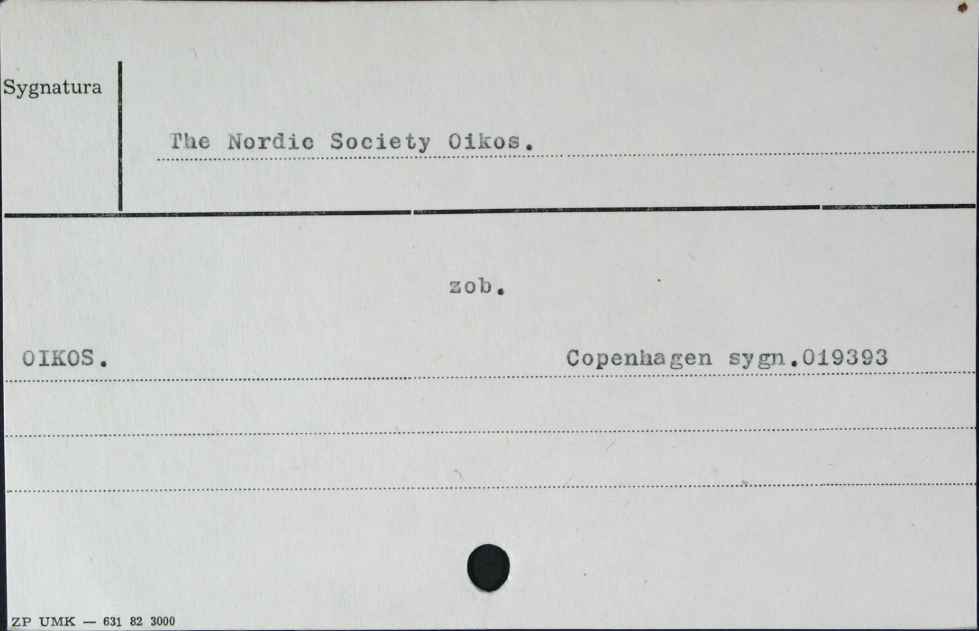 Sygnatura
The Nordic Society Oikos.
zob.
OIKOS. Copenhagen sygn.019393
ZP UMK — 631 82 3000